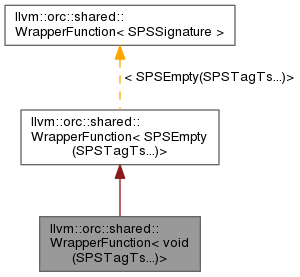 llvm::orc::shared::
WrapperFunction< SPSSignature >
< SPSEmpty(SPSTagTs...)>
llvm::orc::shared::
WrapperFunction< SPSEmpty
(SPSTagTs...)>
llvm::orc::shared::
WrapperFunction< void
(SPSTagTs...)>